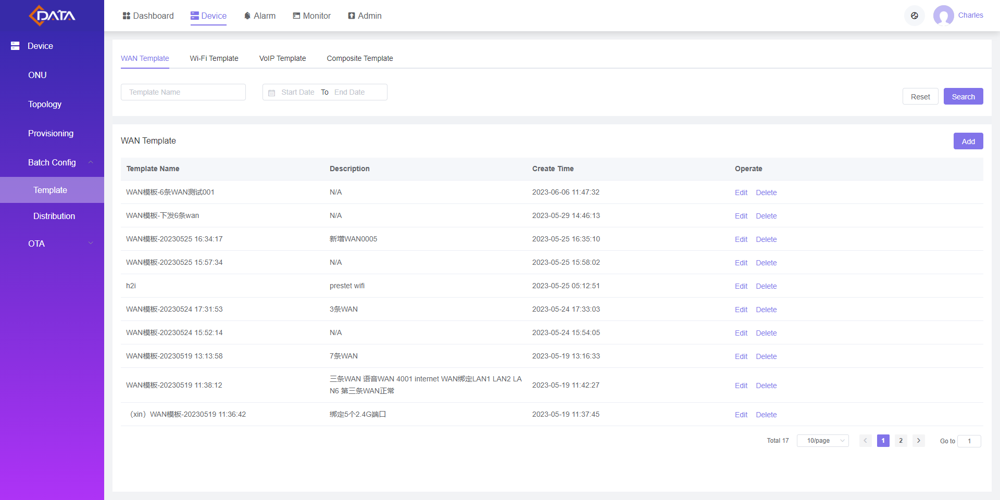 DATA
Dashboard Device Alarm Monitor Admin Charles
Device
ONU
Topology
Provisioning
Batch Config
Template
Distribution
OTA
WAN Template Wi-Fi Template VoIP Template Composite Template
Template Name Start Date To End Date
Reset Search
WAN Template Add
Template Name Description Create Time Operate
WAN模板-6条WAN测试001 N/A 2023-06-06 11:47:32 Edit Delete
WAN模板-下发6条wan N/A 2023-05-29 14:46:13 Edit Delete
WAN模板-20230525 16:34:17 新增WAN0005 2023-05-25 16:35:10 Edit Delete
WAN模板-20230525 15:57:34 N/A 2023-05-25 15:58:02 Edit Delete
h2i prestet wifi 2023-05-25 05:12:51 Edit Delete
WAN模板-20230524 17:31:53 3条WAN 2023-05-24 17:33:03 Edit Delete
WAN模板-20230524 15:52:14 N/A 2023-05-24 15:54:05 Edit Delete
WAN模板-20230519 13:13:58 7条WAN 2023-05-19 13:16:33 Edit Delete
WAN模板-20230519 11:38:12 三条WAN 语音WAN 4001 internet WAN绑定LAN1 LAN2 LA
N6 第三条WAN正常 2023-05-19 11:42:27 Edit Delete
（xin）WAN模板-20230519 11:36:42 绑定5个2.4G端口 2023-05-19 11:37:45 Edit Delete
Total 17 10/page 1 2 Go to 1